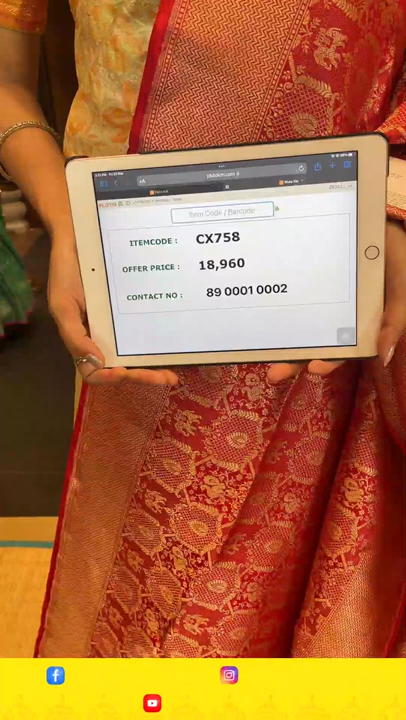 Item Code / Barcode
ITEMCODE : CX758
OFFER PRICE : 18,960
CONTACT NO : 89 0001 0002